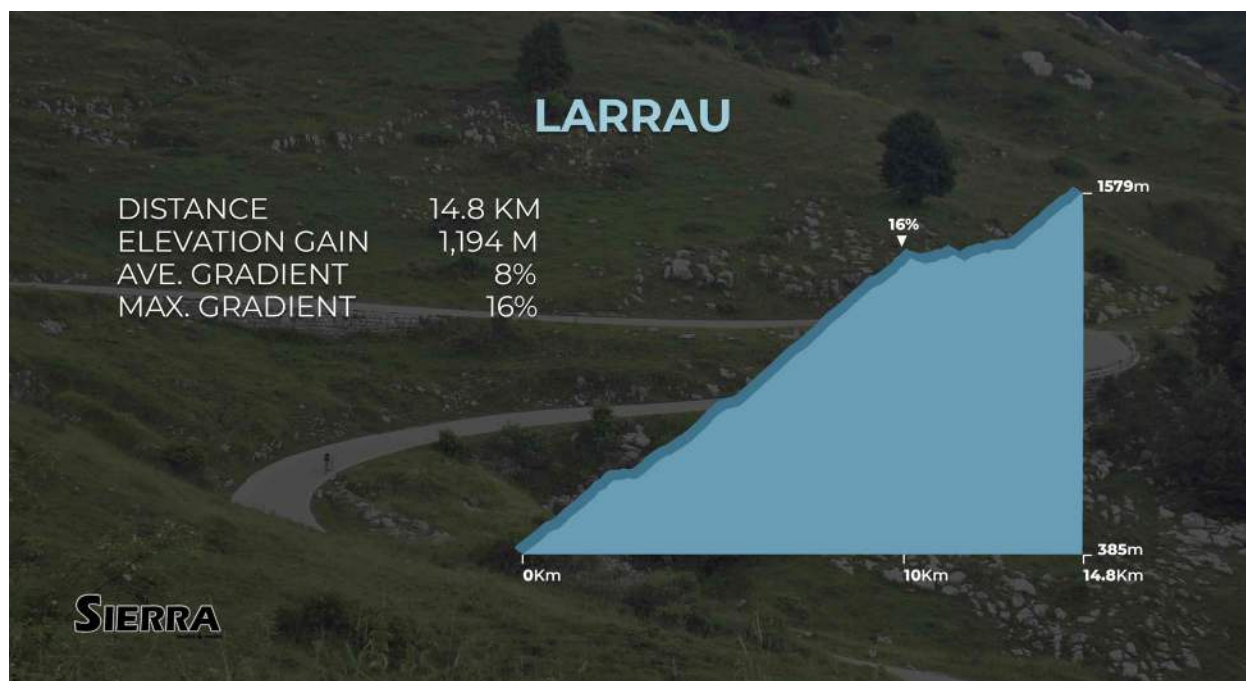 LARRAU
DISTANCE 14.8 KM
ELEVATION GAIN 1,194 M
AVE. GRADIENT 8%
MAX. GRADIENT 16%
1579m
16%
385m
0Km 10Km 14.8Km
SIERRA